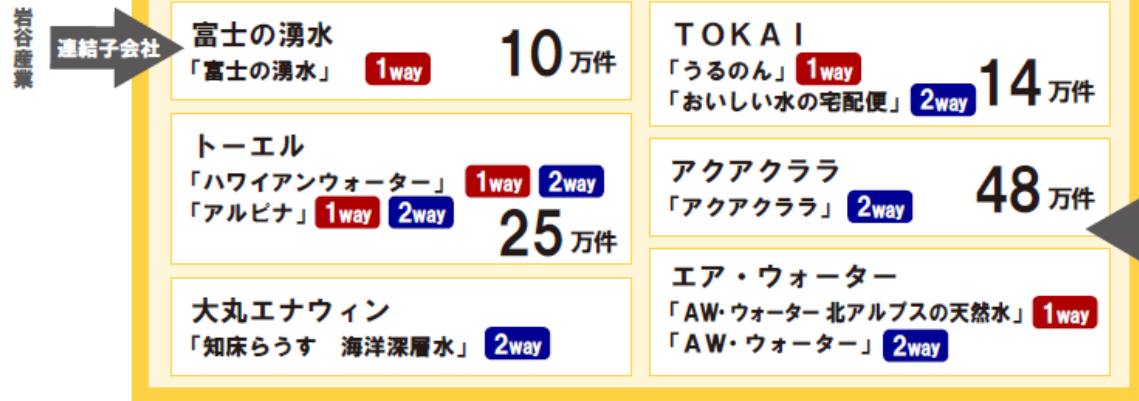 岩谷産業
連結子会社
富士の湧水
「富士の湧水」 1way
10万件
トーエル
「ハワイアンウォーター」 1way 2way
「アルピナ」 1way 2way
25万件
大丸エナウィン
「知床らうす　海洋深層水」 2way
ＴＯＫＡＩ
「うるのん」 1way
「おいしい水の宅配便」 2way
14万件
アクアクララ
「アクアクララ」 2way
48万件
エア・ウォーター
「AW・ウォーター 北アルプスの天然水」 1way
「AW・ウォーター」 2way